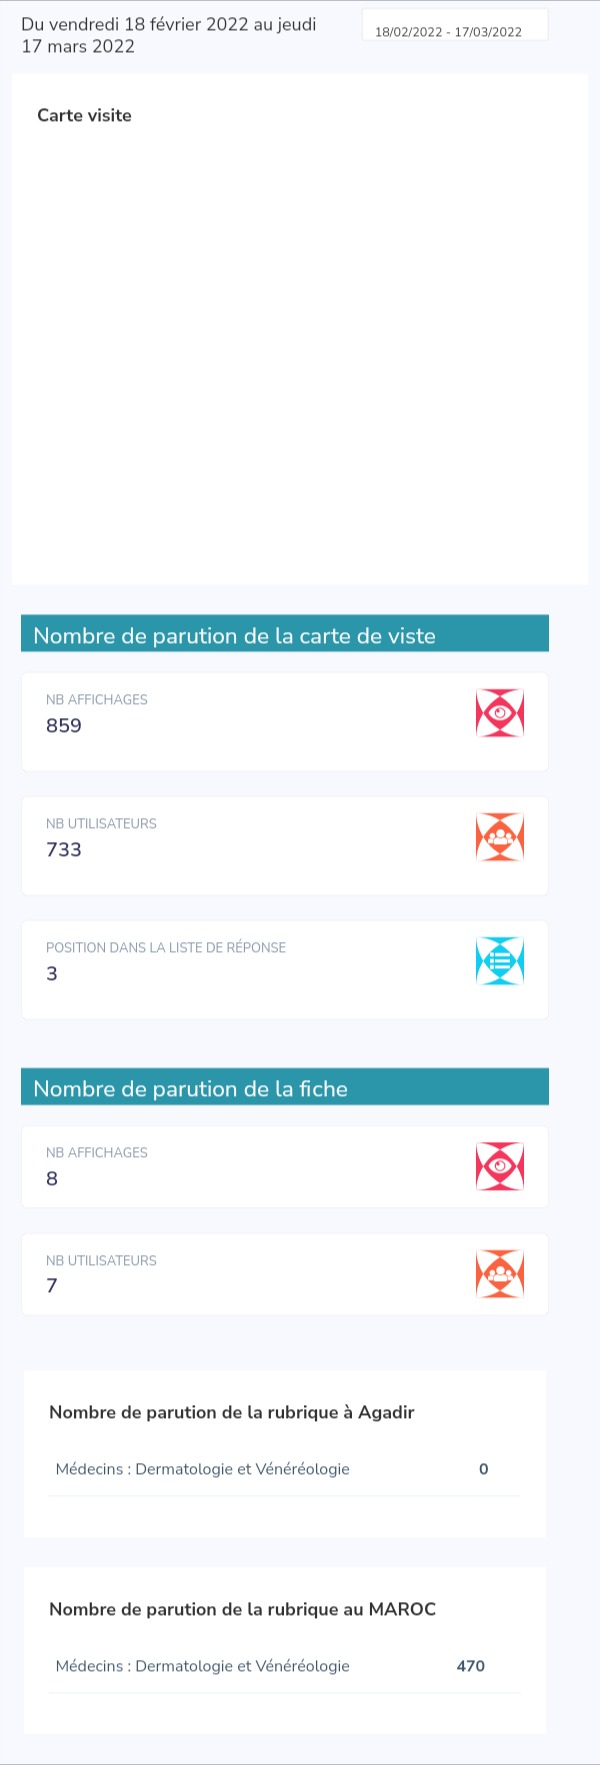 Du vendredi 18 février 2022 au jeudi
17 mars 2022
18/02/2022 - 17/03/2022
Carte visite
Nombre de parution de la carte de viste
NB AFFICHAGES
859
NB UTILISATEURS
733
POSITION DANS LA LISTE DE RÉPONSE
3
Nombre de parution de la fiche
NB AFFICHAGES
8
NB UTILISATEURS
7
Nombre de parution de la rubrique à Agadir
Médecins : Dermatologie et Vénéréologie 0
Nombre de parution de la rubrique au MAROC
Médecins : Dermatologie et Vénéréologie 470